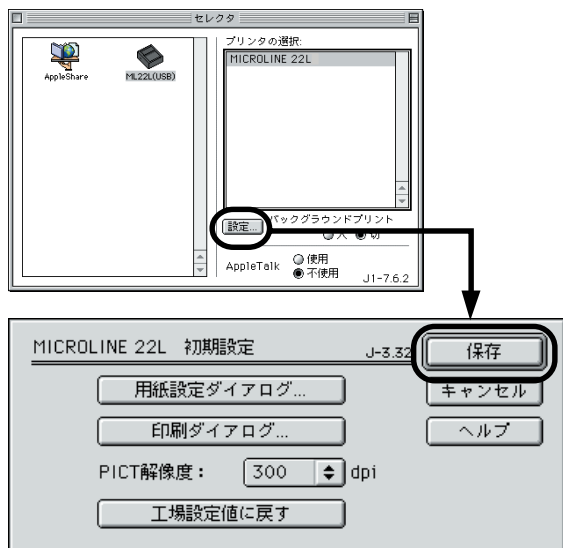 セレクタ
AppleShare
ML22L(USB)
プリンタの選択:
MICROLINE 22L
設定...
バックグラウンドプリント
入 切
AppleTalk
使用
不使用
J1-7.6.2
MICROLINE 22L 初期設定
J-3.32
保存
用紙設定ダイアログ...
キャンセル
印刷ダイアログ...
ヘルプ
PICT解像度： 300 dpi
工場設定値に戻す